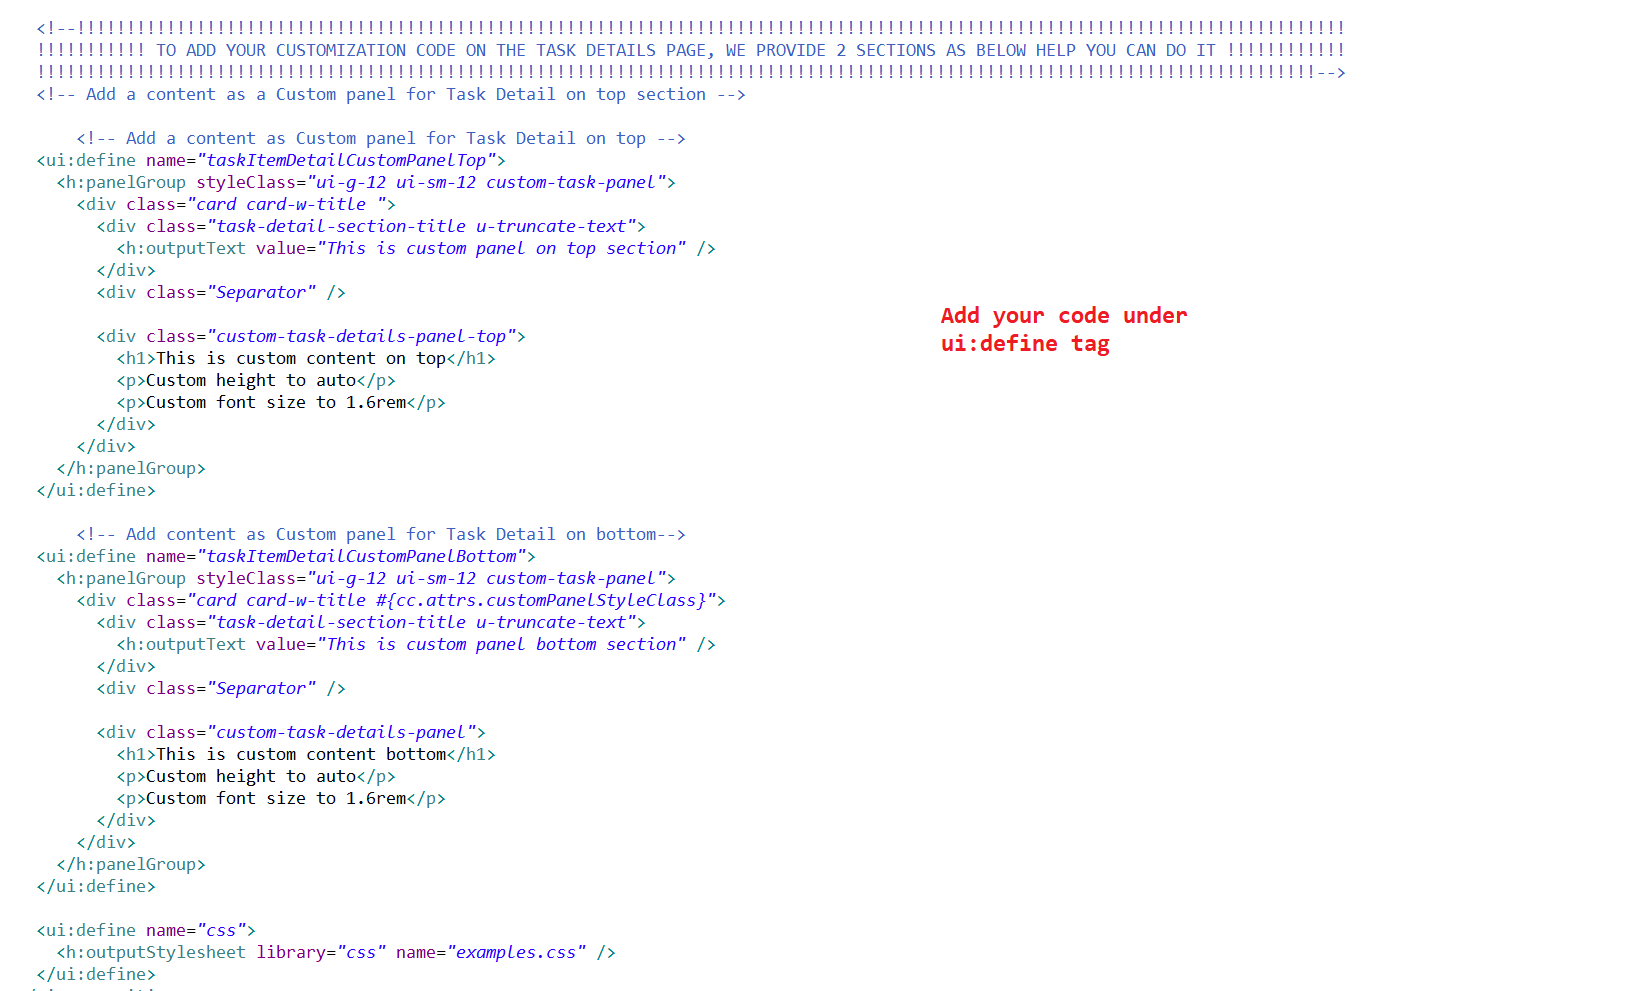 <!--!!!!!!!!!!!!!!!!!!!!!!!!!!!!!!!!!!!!!!!!!!!!!!!!!!!!!!!!!!!!!!!!!!!!!!!!!!!!!!!!!!!!!!!!!!!!!!!!!!!!!!!!!!!!!!!!!!!!!!!!!!!!!!!
!!!!!!!!!!! TO ADD YOUR CUSTOMIZATION CODE ON THE TASK DETAILS PAGE, WE PROVIDE 2 SECTIONS AS BELOW HELP YOU CAN DO IT !!!!!!!!!!!!
!!!!!!!!!!!!!!!!!!!!!!!!!!!!!!!!!!!!!!!!!!!!!!!!!!!!!!!!!!!!!!!!!!!!!!!!!!!!!!!!!!!!!!!!!!!!!!!!!!!!!!!!!!!!!!!!!!!!!!!!!!!!!!!!-->
<!-- Add a content as a Custom panel for Task Detail on top section -->
<!-- Add a content as Custom panel for Task Detail on top -->
<ui:define name="taskItemDetailCustomPanelTop">
<h:panelGroup styleClass="ui-g-12 ui-sm-12 custom-task-panel">
<div class="card card-w-title ">
<div class="task-detail-section-title u-truncate-text">
<h:outputText value="This is custom panel on top section" />
</div>
<div class="Separator" />
Add your code under
ui:define tag
<div class="custom-task-details-panel-top">
<h1>This is custom content on top</h1>
<p>Custom height to auto</p>
<p>Custom font size to 1.6rem</p>
</div>
</div>
</h:panelGroup>
</ui:define>
<!-- Add content as Custom panel for Task Detail on bottom-->
<ui:define name="taskItemDetailCustomPanelBottom">
<h:panelGroup styleClass="ui-g-12 ui-sm-12 custom-task-panel">
<div class="card card-w-title #{cc.attrs.customPanelStyleClass}">
<div class="task-detail-section-title u-truncate-text">
<h:outputText value="This is custom panel bottom section" />
</div>
<div class="Separator" />
<div class="custom-task-details-panel">
<h1>This is custom content bottom</h1>
<p>Custom height to auto</p>
<p>Custom font size to 1.6rem</p>
</div>
</div>
</h:panelGroup>
</ui:define>
<ui:define name="css">
<h:outputStylesheet library="css" name="examples.css" />
</ui:define>